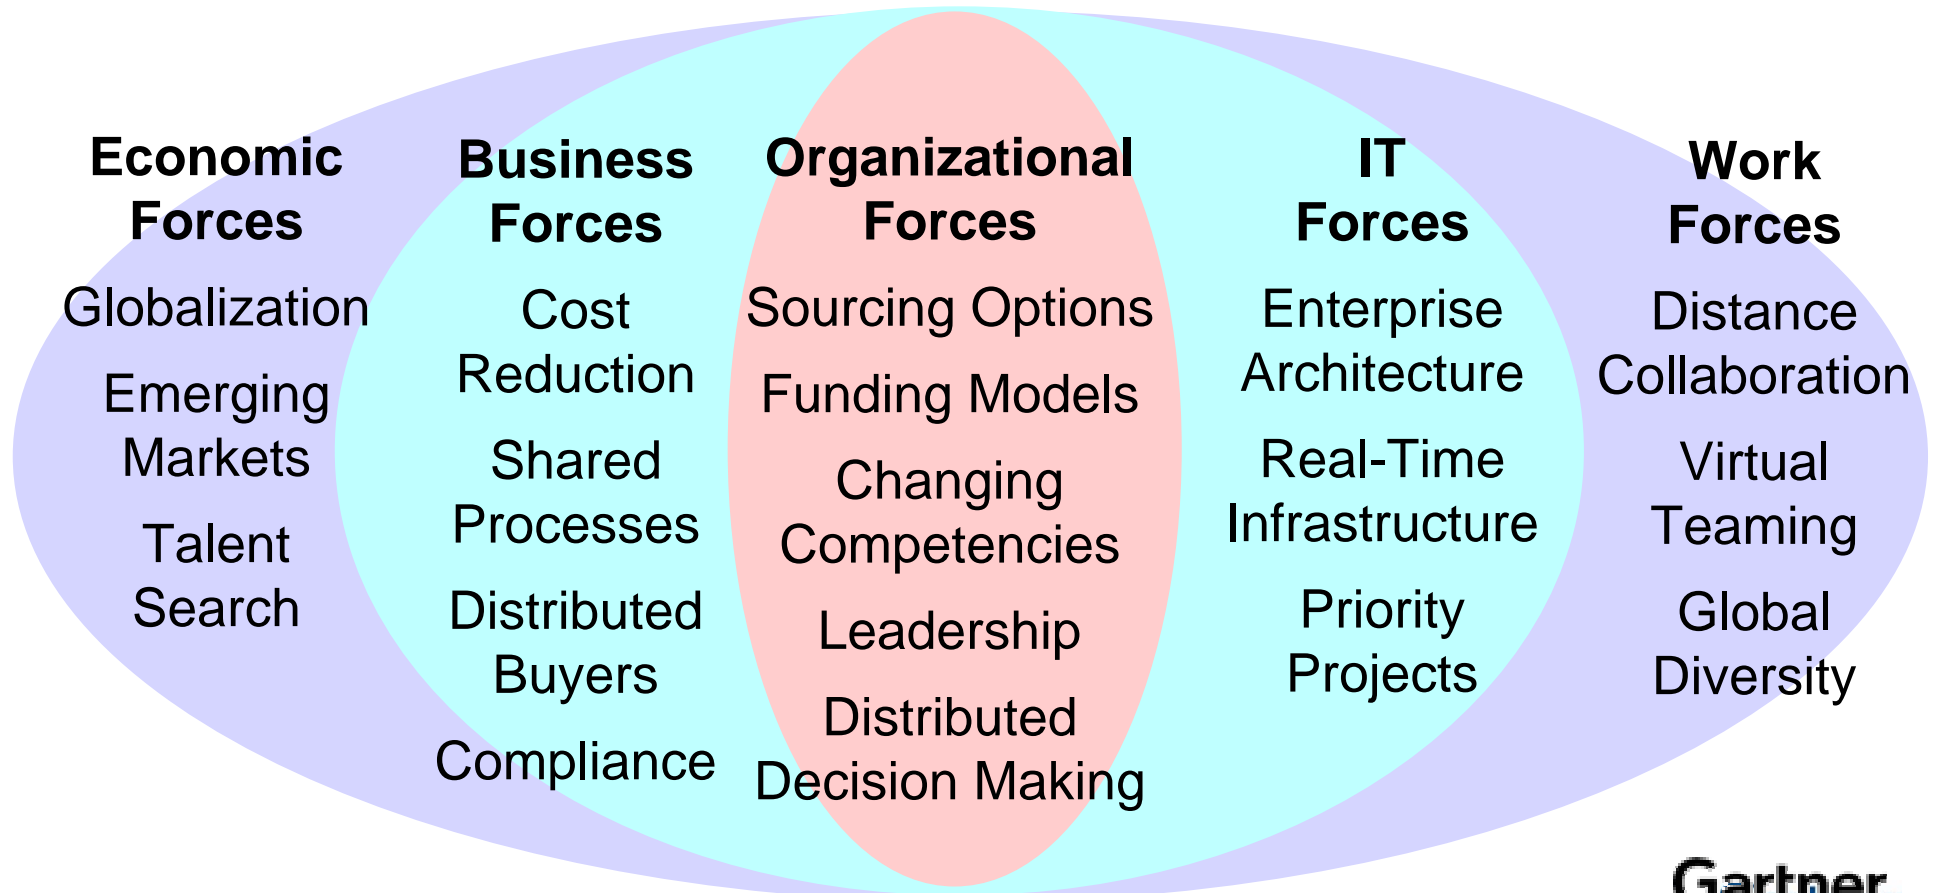 Economic
Forces
Globalization
Emerging
Markets
Talent
Search
Business
Forces
Cost
Reduction
Shared
Processes
Distributed
Buyers
Compliance
Organizational
Forces
Sourcing Options
Funding Models
Changing
Competencies
Leadership
Distributed
Decision Making
IT
Forces
Enterprise
Architecture
Real-Time
Infrastructure
Priority
Projects
Work
Forces
Distance
Collaboration
Virtual
Teaming
Global
Diversity
Gartner